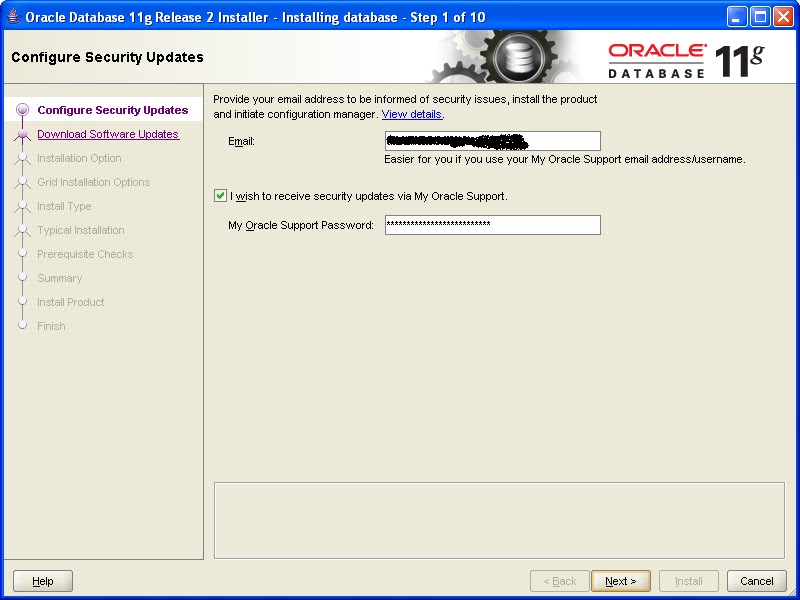 Oracle Database 11g Release 2 Installer - Installing database - Step 1 of 10
Configure Security Updates
ORACLE
DATABASE
11g
Configure Security Updates
Download Software Updates
Installation Option
Grid Installation Options
Install Type
Typical Installation
Prerequisite Checks
Summary
Install Product
Finish
Provide your email address to be informed of security issues, install the product
and initiate configuration manager. View details.
Email:
Easier for you if you use your My Oracle Support email address/username.
I wish to receive security updates via My Oracle Support.
My Oracle Support Password: **************************
Help
< Back
Next >
Install
Cancel